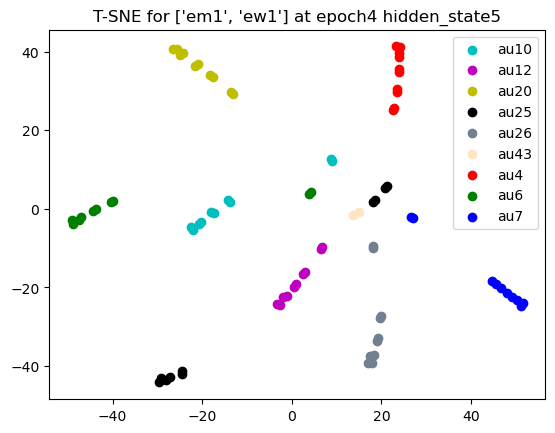 T-SNE for ['em1', 'ew1'] at epoch4 hidden_state5
au10
au12
au20
au25
au26
au43
au4
au6
au7
40
20
0
−20
−40
−40
−20
0
20
40